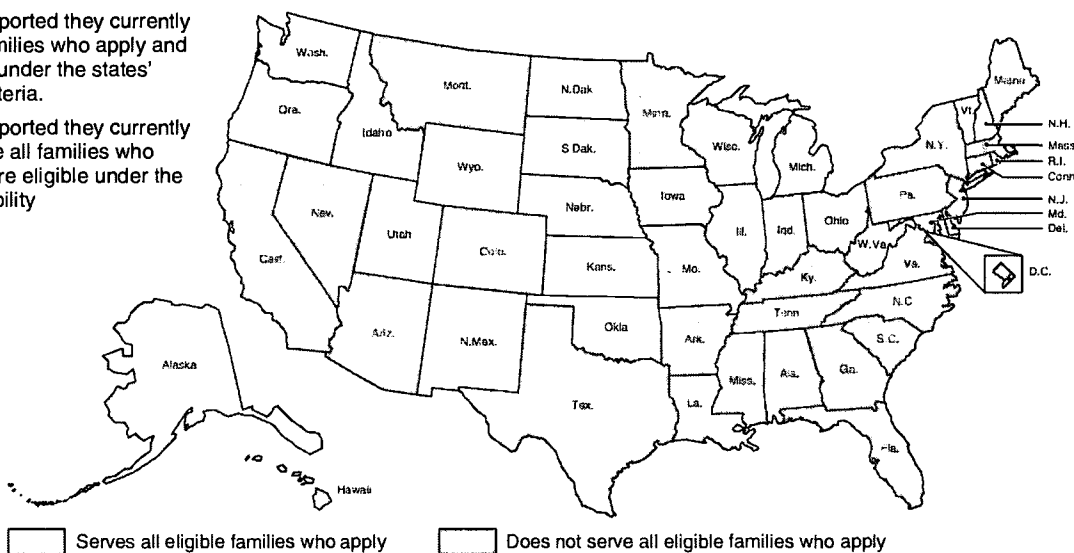 ported they currently
nilies who apply and
under the states'
teria.
ported they currently
e all families who
re eligible under the
bility
Wash.
Mont.
N.Dak
Minn.
Maine
Ore.
Idaho
S Dak.
Wisc.
Mich.
N.Y.
Vt
N.H.
Mass
R.I.
Conn
N.J.
Md.
Del.
D.C.
Wyo.
Nebr.
Iowa
Ill.
Ind.
Ohio
Pa.
W.Va
Va.
Nev.
Utah
Colo.
Kans.
Mo.
Ky.
N.C
Calif.
Ariz.
N.Mex.
Okla
Ark.
Tenn
S.C.
Tex.
La.
Miss.
Ala.
Ga.
Fla.
Alaska
Hawaii
Serves all eligible families who apply
Does not serve all eligible families who apply